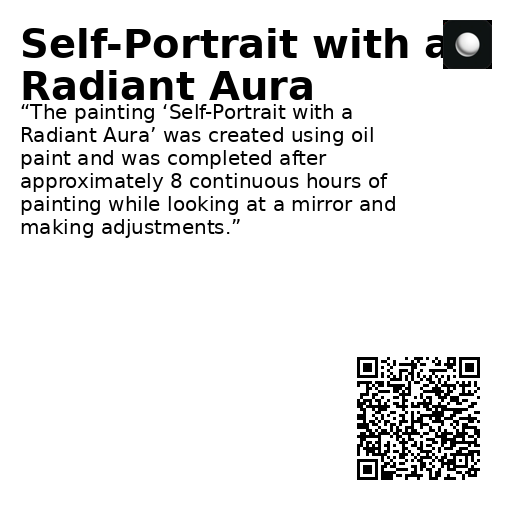 Self-Portrait with a
Radiant Aura
“The painting ‘Self-Portrait with a
Radiant Aura’ was created using oil
paint and was completed after
approximately 8 continuous hours of
painting while looking at a mirror and
making adjustments.”